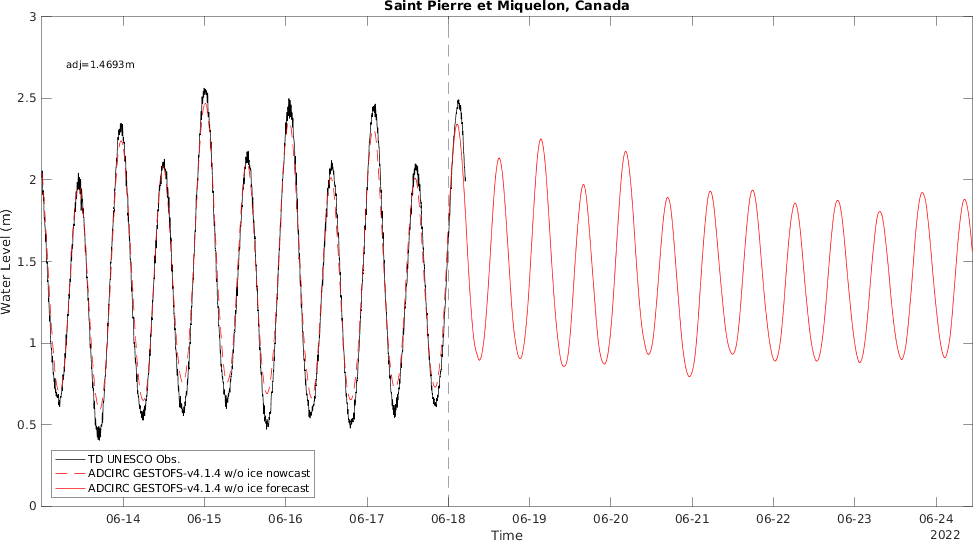 Saint Pierre et Miquelon, Canada
adj=1.4693m
Water Level (m)
3
2.5
2
1.5
1
0.5
0
TD UNESCO Obs.
ADCIRC GESTOFS-v4.1.4 w/o ice nowcast
ADCIRC GESTOFS-v4.1.4 w/o ice forecast
06-14 06-15 06-16 06-17 06-18 06-19 06-20 06-21 06-22 06-23 06-24
2022
Time